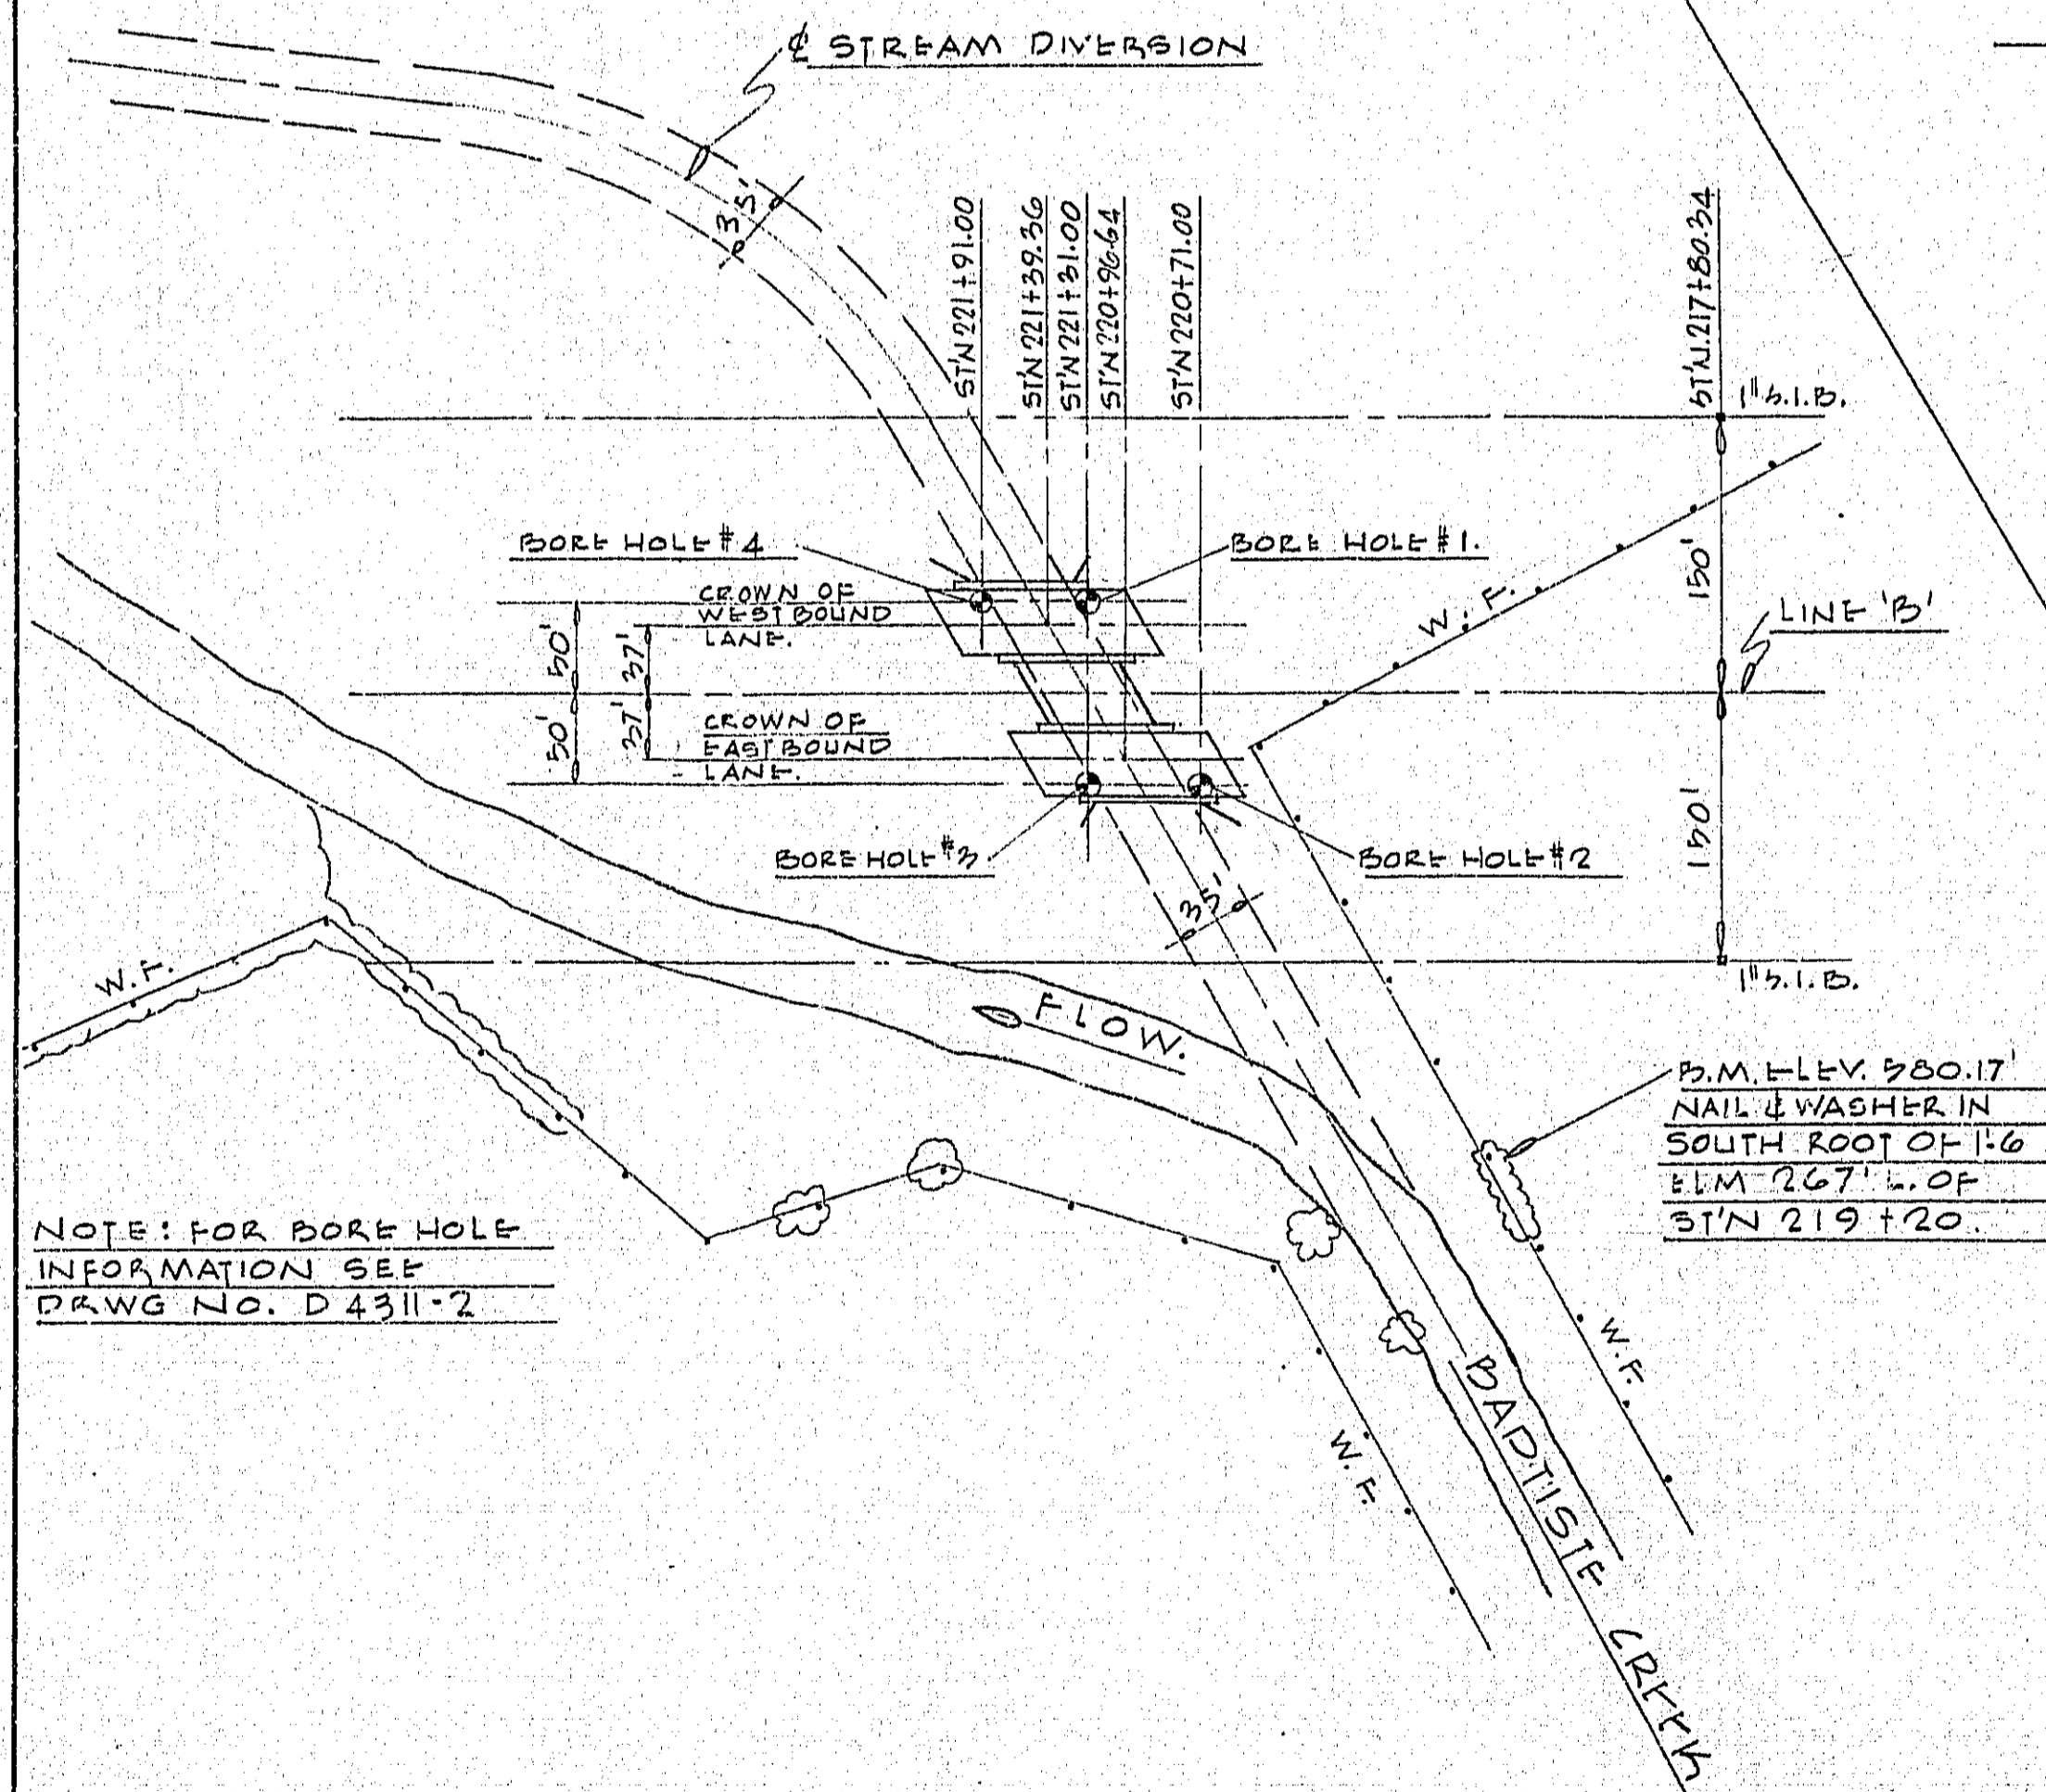 ₵ STREAM DIVERSION
35'
ST'N 221+91.00
ST'N 221+39.36
ST'N 221+31.00
ST'N 220+96.64
ST'N 220+71.00
ST'N. 217+80.34
1" S.I.B.
BORE HOLE #4
BORE HOLE #1.
CROWN OF
WEST BOUND
LANE.
W. F.
150'
LINE 'B'
50'
37'
50'
37'
CROWN OF
EAST BOUND
LANE.
150'
BORE HOLE #3
BORE HOLE #2
35'
W. F.
1" S.I.B.
FLOW.
B.M. ELEV. 580.17'
NAIL & WASHER IN
SOUTH ROOT OF 1.6
ELM 267' L. OF
ST'N 219+20.
NOTE: FOR BORE HOLE
INFORMATION SEE
DRWG NO. D4311-2
W. F.
W. F.
BAPTISTE CREEK